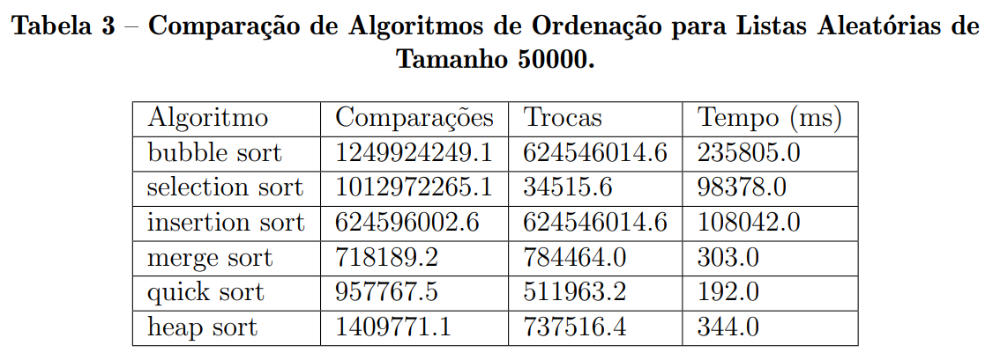 Tabela 3 – Comparação de Algoritmos de Ordenação para Listas Aleatórias de
Tamanho 50000.
Algoritmo Comparações Trocas Tempo (ms)
bubble sort 1249924249.1 624546014.6 235805.0
selection sort 1012972265.1 34515.6 98378.0
insertion sort 624596002.6 624546014.6 108042.0
merge sort 718189.2 784464.0 303.0
quick sort 957767.5 511963.2 192.0
heap sort 1409771.1 737516.4 344.0